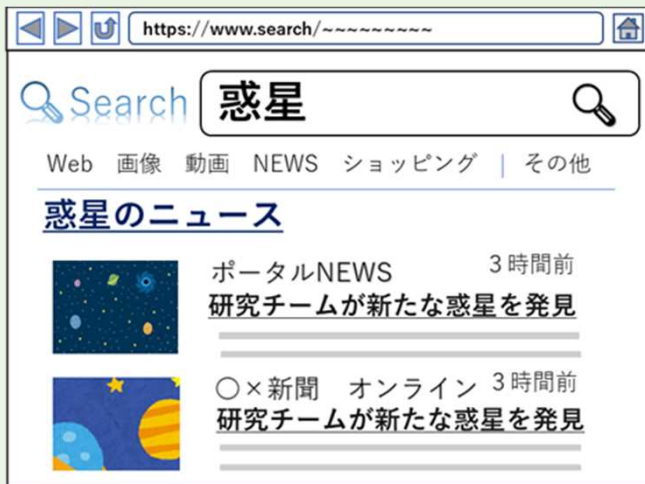 https://www.search/~~~~~~~~~
Search 惑星
Web 画像 動画 NEWS ショッピング | その他
惑星のニュース
ポータルNEWS 3時間前
研究チームが新たな惑星を発見
〇×新聞 オンライン 3時間前
研究チームが新たな惑星を発見